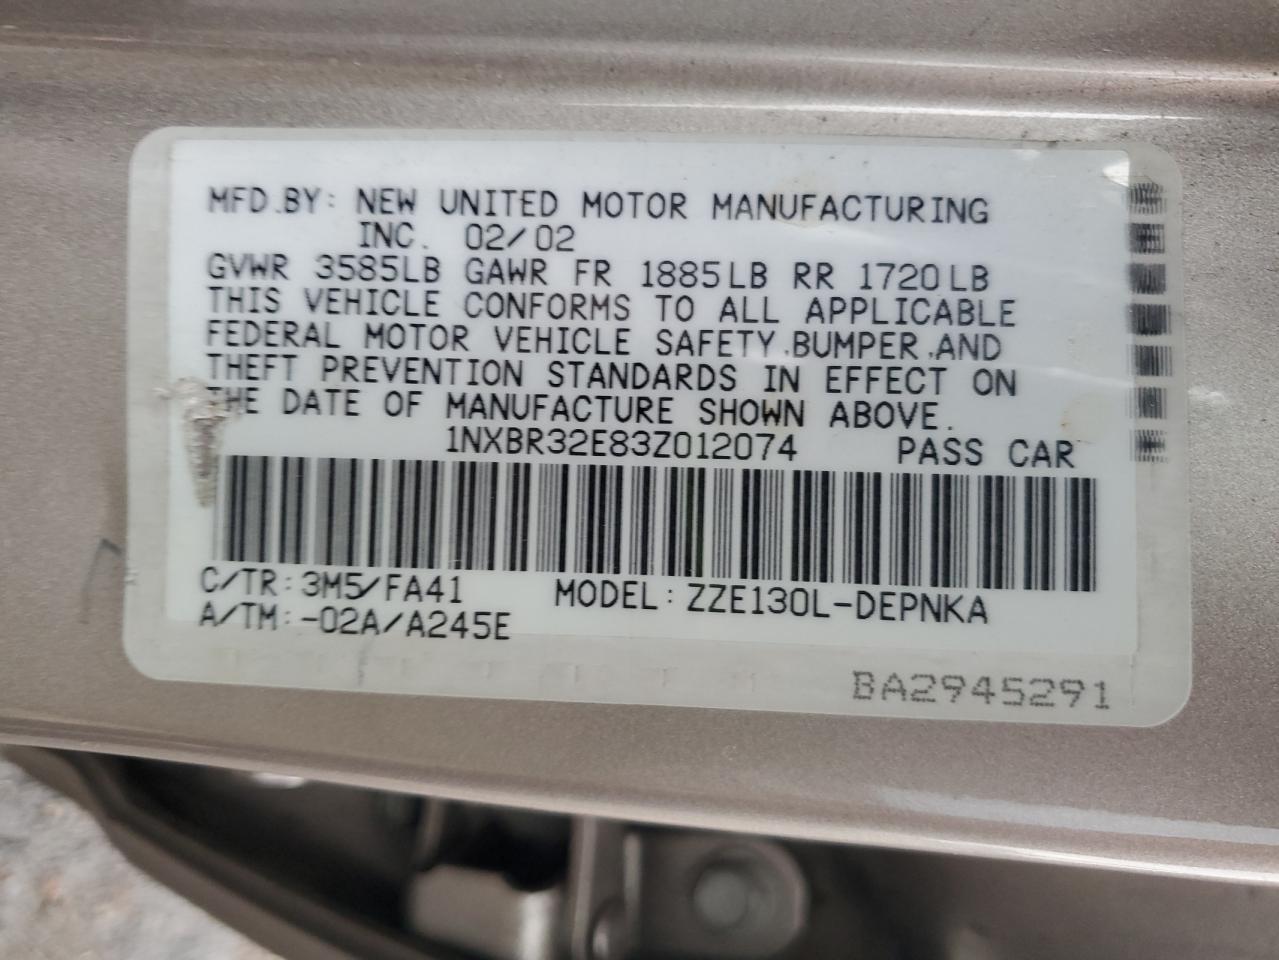 MFD.BY: NEW UNITED MOTOR MANUFACTURING
INC. 02/02
GVWR 3585LB GAWR FR 1885LB RR 1720LB
THIS VEHICLE CONFORMS TO ALL APPLICABLE
FEDERAL MOTOR VEHICLE SAFETY,BUMPER,AND
THEFT PREVENTION STANDARDS IN EFFECT ON
THE DATE OF MANUFACTURE SHOWN ABOVE.
1NXBR32E83Z012074 PASS CAR
C/TR:3M5/FA41 MODEL:ZZE130L-DEPNKA
A/TM:-02A/A245E
BA2945291